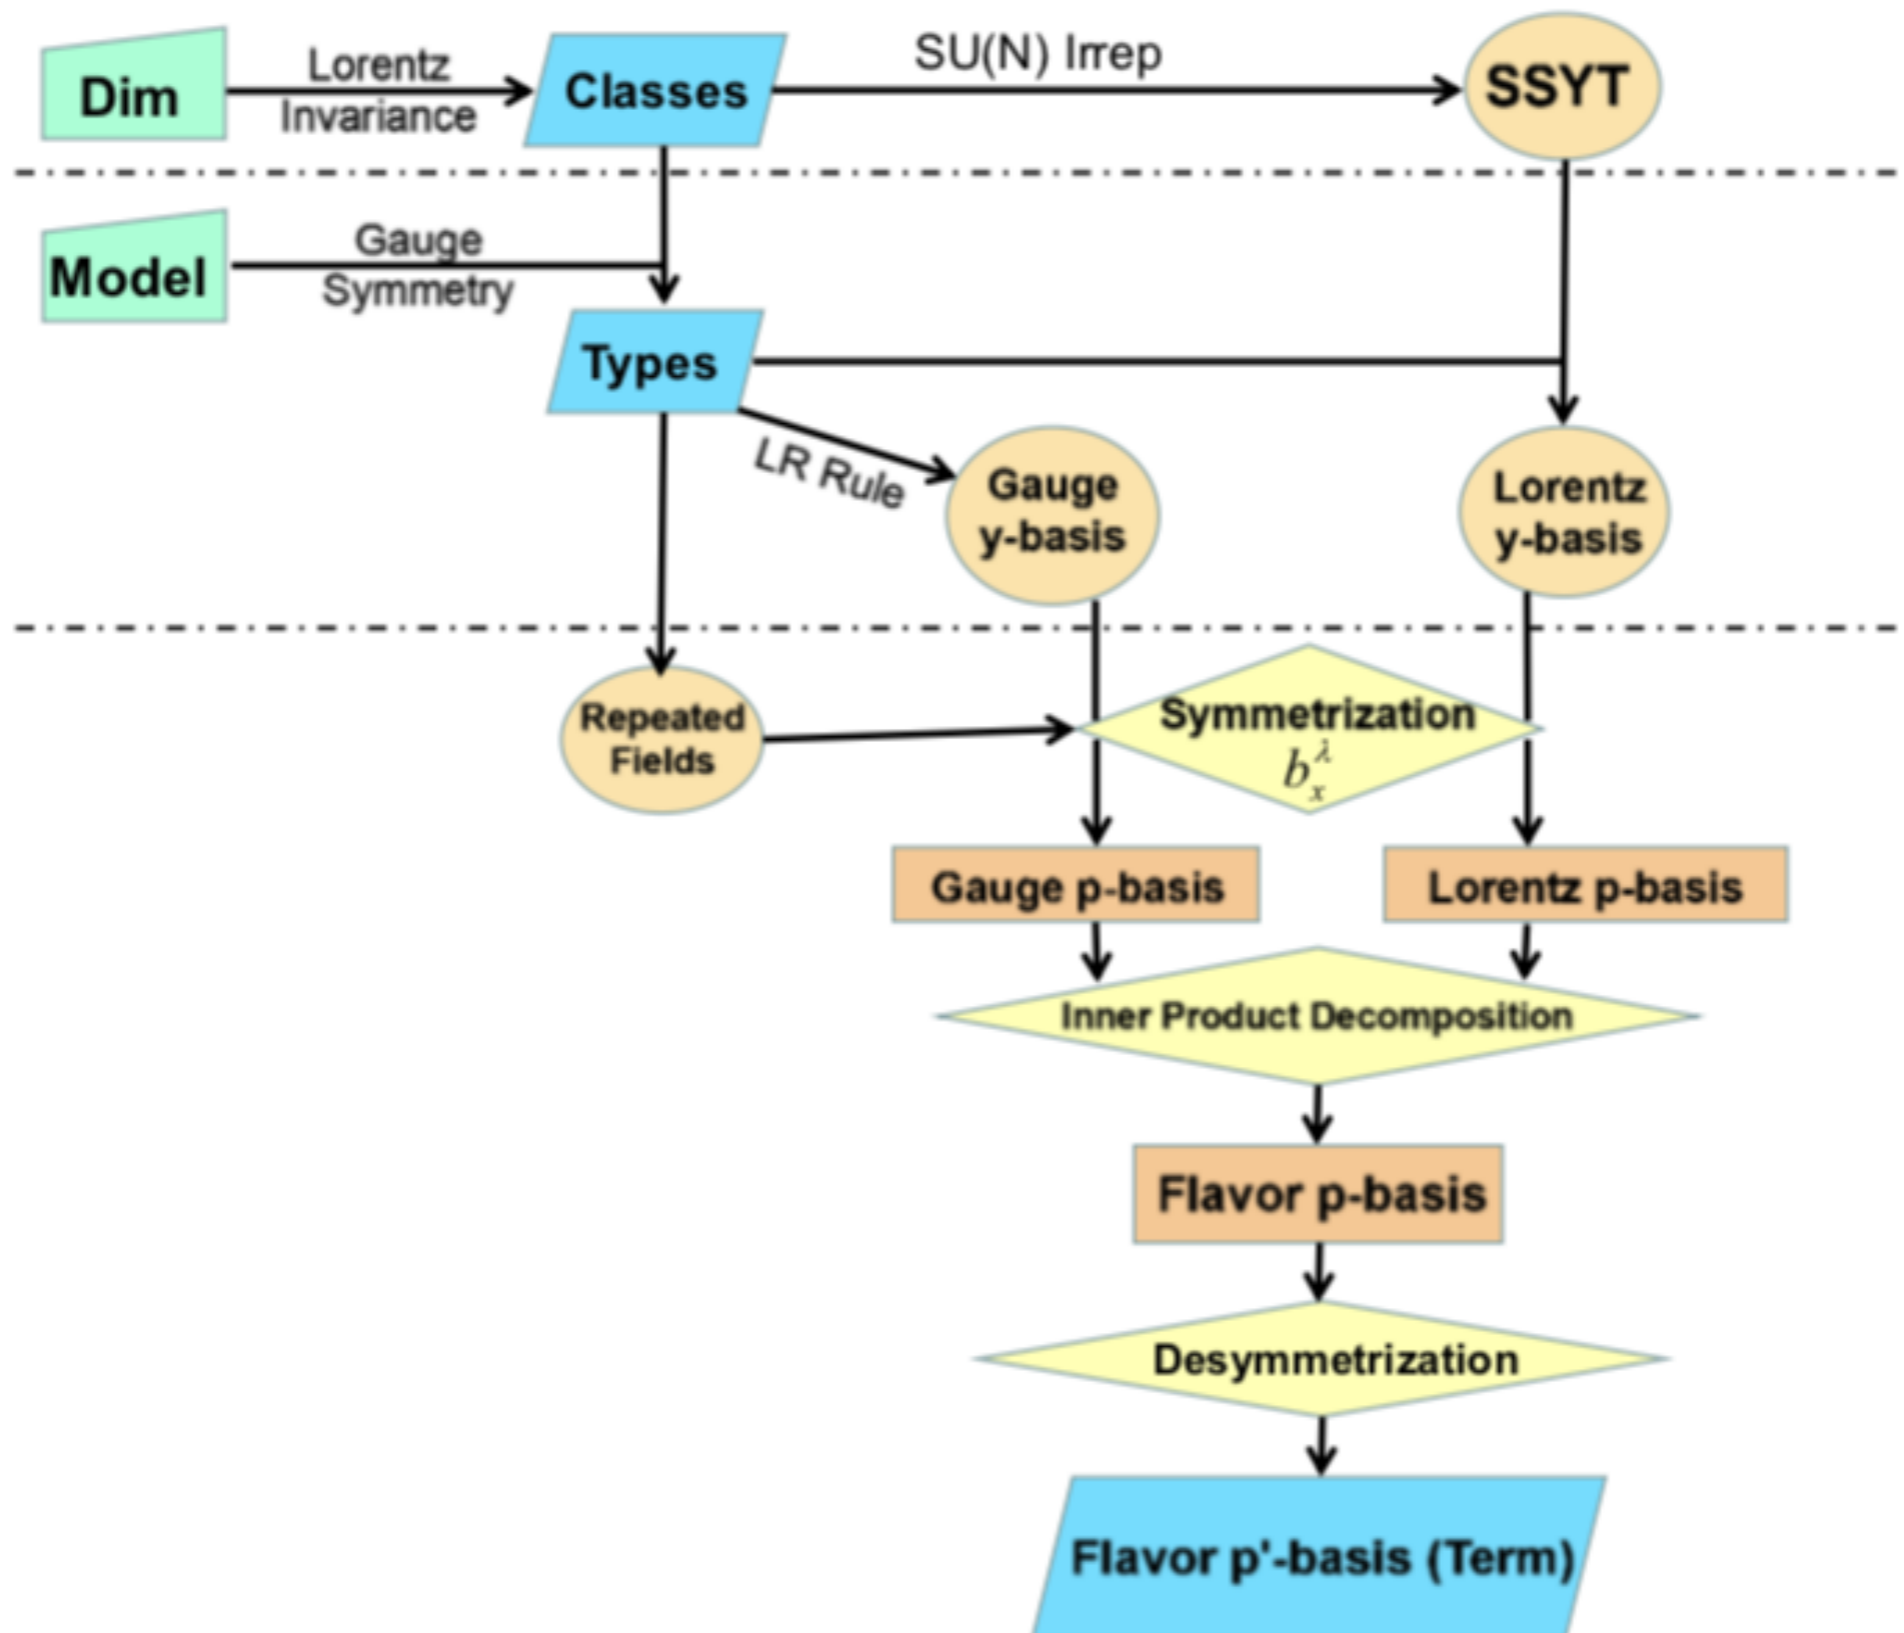 Dim
Lorentz
Invariance
Classes
SU(N) Irrep
SSYT
Model
Gauge
Symmetry
Types
LR Rule
Gauge
y-basis
Lorentz
y-basis
Repeated
Fields
Symmetrization
b_x^λ
Gauge p-basis
Lorentz p-basis
Inner Product Decomposition
Flavor p-basis
Desymmetrization
Flavor p'-basis (Term)